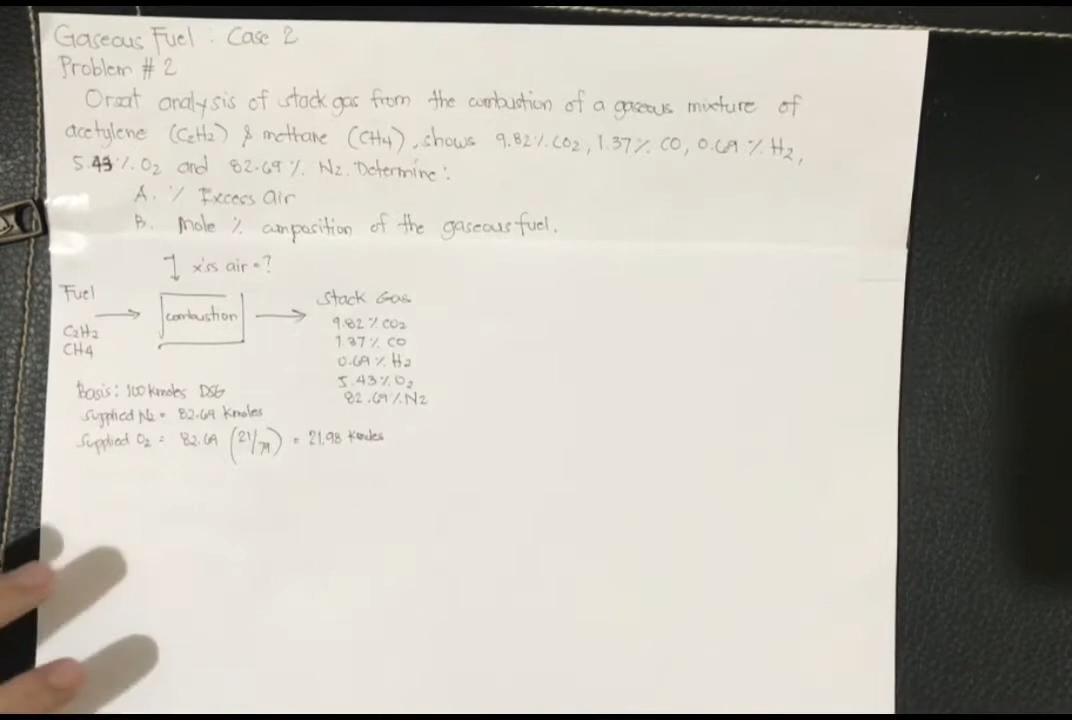 Gaseous Fuel : Case 2
Problem # 2
Orsat analysis of stack gas from the combustion of a gaseous mixture of
acetylene (C2H2) & methane (CH4), shows 9.82% CO2, 1.37% CO, 0.69% H2,
5.43% O2 and 82.69% N2. Determine:
A. % Excess air
B. Mole % composition of the gaseous fuel.
x'ss air = ?
Fuel
C2H2
CH4
combustion
Stack Gas
9.82% CO2
1.37% CO
0.69% H2
5.43% O2
82.69% N2
Basis: 100 Kmoles DSG
Supplied N2 = 82.69 Kmoles
Supplied O2 = 82.69 (21/79) = 21.98 Kmoles